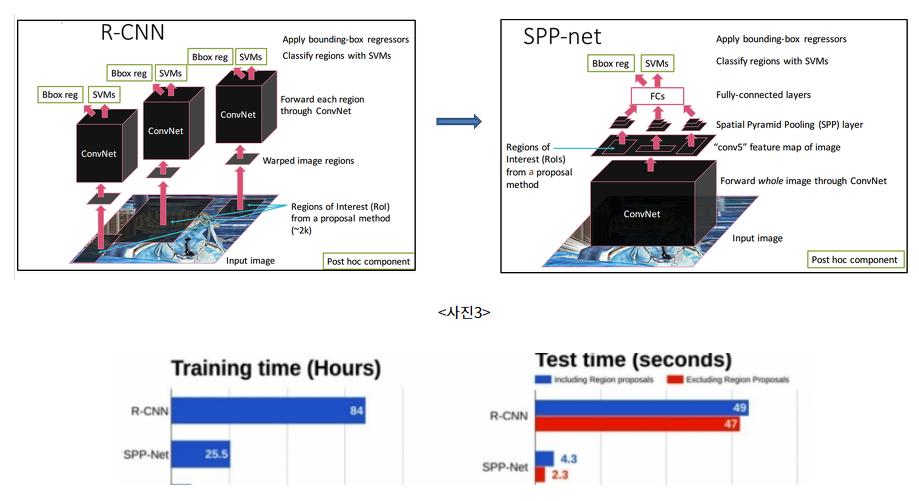 R-CNN
Apply bounding-box regressors
Bbox reg SVMs
Classify regions with SVMs
Bbox reg SVMs
Bbox reg SVMs
Forward each region
through ConvNet
ConvNet
ConvNet
ConvNet
Warped image regions
Regions of Interest (RoI)
from a proposal method
(~2k)
Input image
Post hoc component
SPP-net
Apply bounding-box regressors
Bbox reg SVMs
Classify regions with SVMs
FCs
Fully-connected layers
Spatial Pyramid Pooling (SPP) layer
Regions of
Interest (RoIs)
from a proposal
method
"conv5" feature map of image
Forward whole image through ConvNet
ConvNet
Input image
Post hoc component
<사진3>
Training time (Hours)
R-CNN
84
SPP-Net
25.5
Test time (seconds)
Including Region proposals
Excluding Region Proposals
R-CNN
49
47
SPP-Net
4.3
2.3